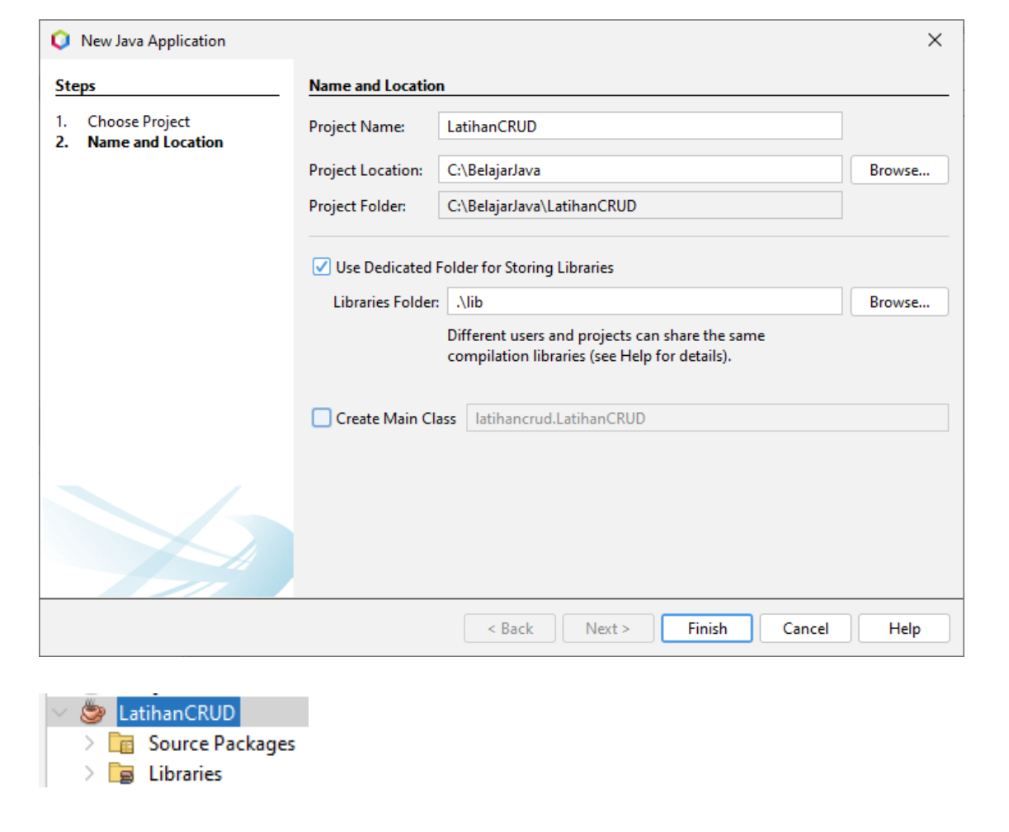 New Java Application
Steps
1. Choose Project
2. Name and Location
Name and Location
Project Name: LatihanCRUD
Project Location: C:\BelajarJava Browse...
Project Folder: C:\BelajarJava\LatihanCRUD
Use Dedicated Folder for Storing Libraries
Libraries Folder: .\lib Browse...
Different users and projects can share the same
compilation libraries (see Help for details).
Create Main Class latihancrud.LatihanCRUD
< Back Next > Finish Cancel Help
LatihanCRUD
Source Packages
Libraries